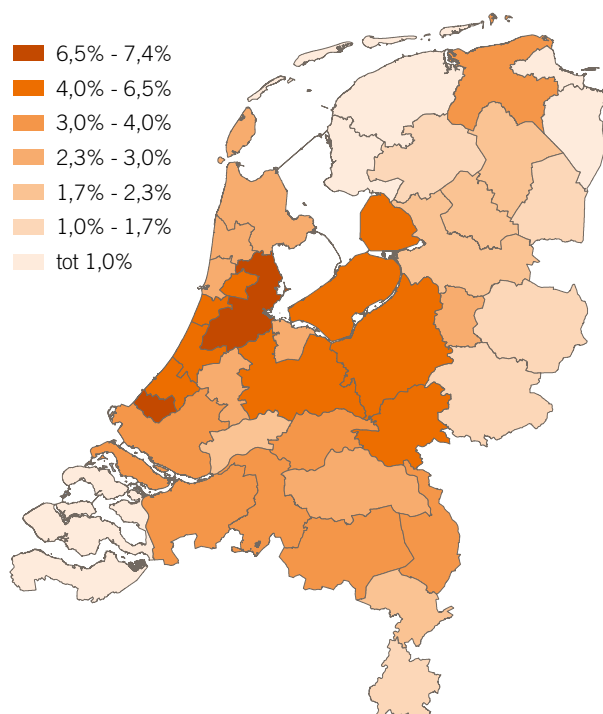 6,5% - 7,4%
4,0% - 6,5%
3,0% - 4,0%
2,3% - 3,0%
1,7% - 2,3%
1,0% - 1,7%
tot 1,0%